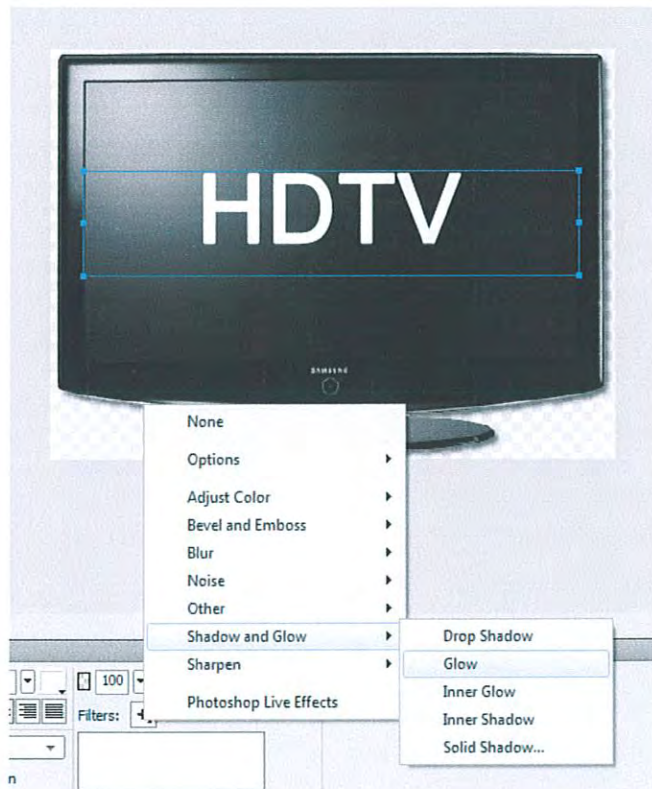 HDTV
SAMSUNG
None
Options
Adjust Color
Bevel and Emboss
Blur
Noise
Other
Shadow and Glow
Sharpen
Photoshop Live Effects
Drop Shadow
Glow
Inner Glow
Inner Shadow
Solid Shadow...
100
Filters:
n